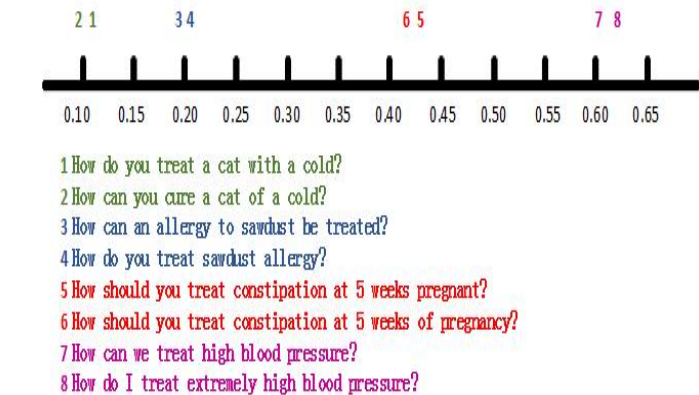 2 1 3 4 6 5 7 8
0.10 0.15 0.20 0.25 0.30 0.35 0.40 0.45 0.50 0.55 0.60 0.65
1 How do you treat a cat with a cold?
2 How can you cure a cat of a cold?
3 How can an allergy to sawdust be treated?
4 How do you treat sawdust allergy?
5 How should you treat constipation at 5 weeks pregnant?
6 How should you treat constipation at 5 weeks of pregnancy?
7 How can we treat high blood pressure?
8 How do I treat extremely high blood pressure?